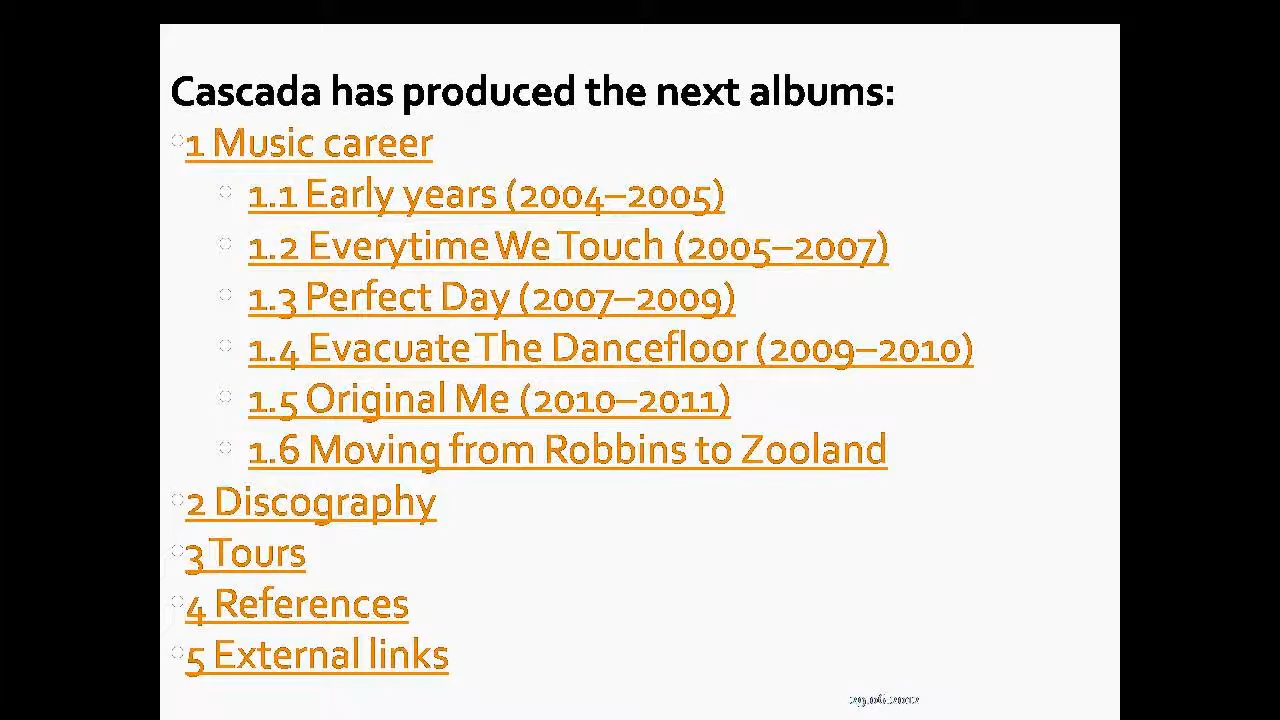 Cascada has produced the next albums:
1 Music career
1.1 Early years (2004–2005)
1.2 Everytime We Touch (2005–2007)
1.3 Perfect Day (2007–2009)
1.4 Evacuate The Dancefloor (2009–2010)
1.5 Original Me (2010–2011)
1.6 Moving from Robbins to Zooland
2 Discography
3 Tours
4 References
5 External links